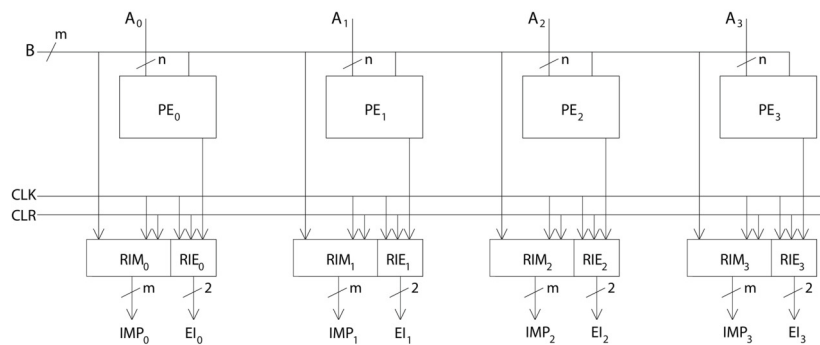 A0 A1 A2 A3
m
B
n n n n
PE0 PE1 PE2 PE3
CLK
CLR
RIM0 RIE0 RIM1 RIE1 RIM2 RIE2 RIM3 RIE3
m 2 m 2 m 2 m 2
IMP0 EI0 IMP1 EI1 IMP2 EI2 IMP3 EI3